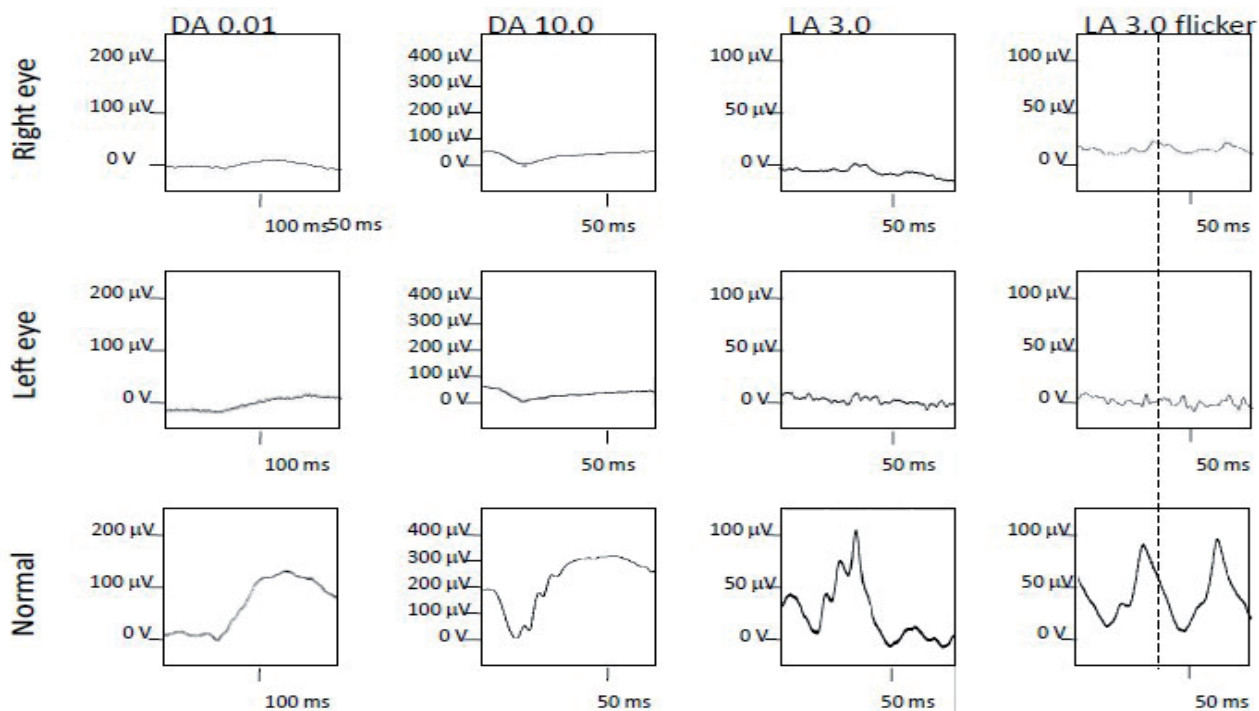 DA 0.01 DA 10.0 LA 3.0 LA 3.0 flicker
Right eye
200 µV 400 µV 100 µV 100 µV
300 µV
100 µV 200 µV 50 µV 50 µV
100 µV
0 V 0 V 0 V 0 V
100 ms 50 ms 50 ms 50 ms 50 ms
Left eye
200 µV 400 µV 100 µV 100 µV
300 µV
100 µV 200 µV 50 µV 50 µV
100 µV
0 V 0 V 0 V 0 V
100 ms 50 ms 50 ms 50 ms
Normal
200 µV 400 µV 100 µV 100 µV
300 µV
100 µV 200 µV 50 µV 50 µV
100 µV
0 V 0 V 0 V 0 V
100 ms 50 ms 50 ms 50 ms